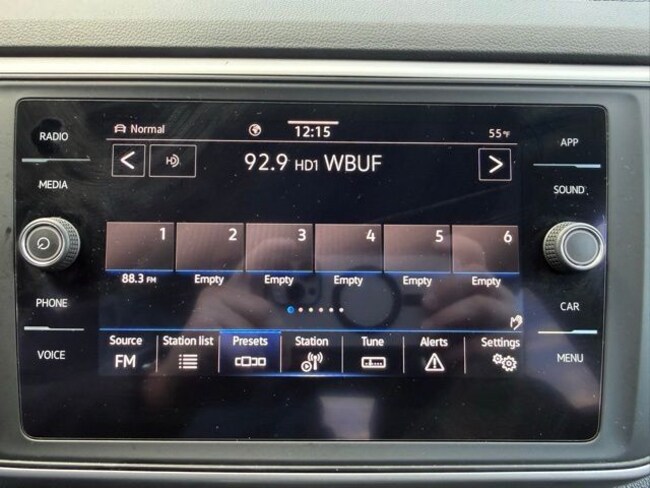 RADIO
MEDIA
PHONE
VOICE
Normal
12:15
55°F
HD
92.9 HD1 WBUF
1 2 3 4 5 6
88.3 FM Empty Empty Empty Empty Empty
Source Station list Presets Station Tune Alerts Settings
FM
APP
SOUND
CAR
MENU